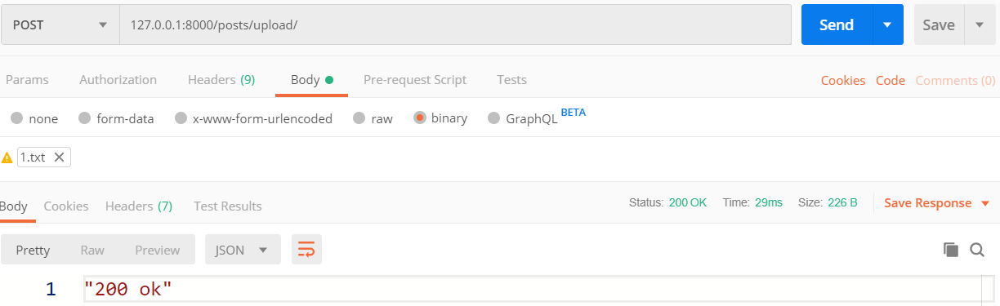 POST 127.0.0.1:8000/posts/upload/ Send Save
Params Authorization Headers (9) Body Pre-request Script Tests Cookies Code Comments (0)
none form-data x-www-form-urlencoded raw binary GraphQL BETA
1.txt
Body Cookies Headers (7) Test Results Status: 200 OK Time: 29ms Size: 226 B Save Response
Pretty Raw Preview JSON
1 "200 ok"